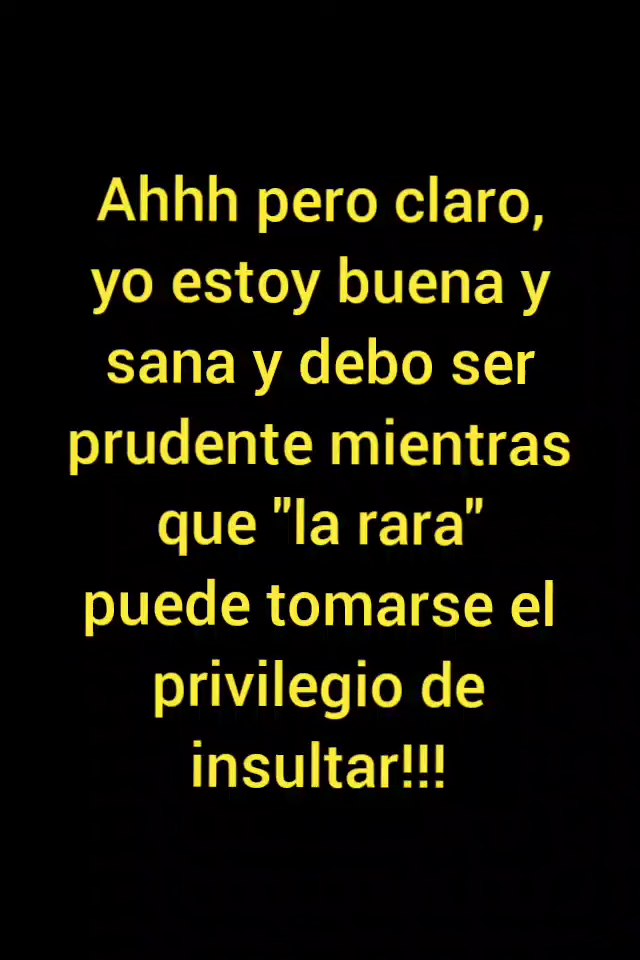 Ahhh pero claro,
yo estoy buena y
sana y debo ser
prudente mientras
que "la rara"
puede tomarse el
privilegio de
insultar!!!